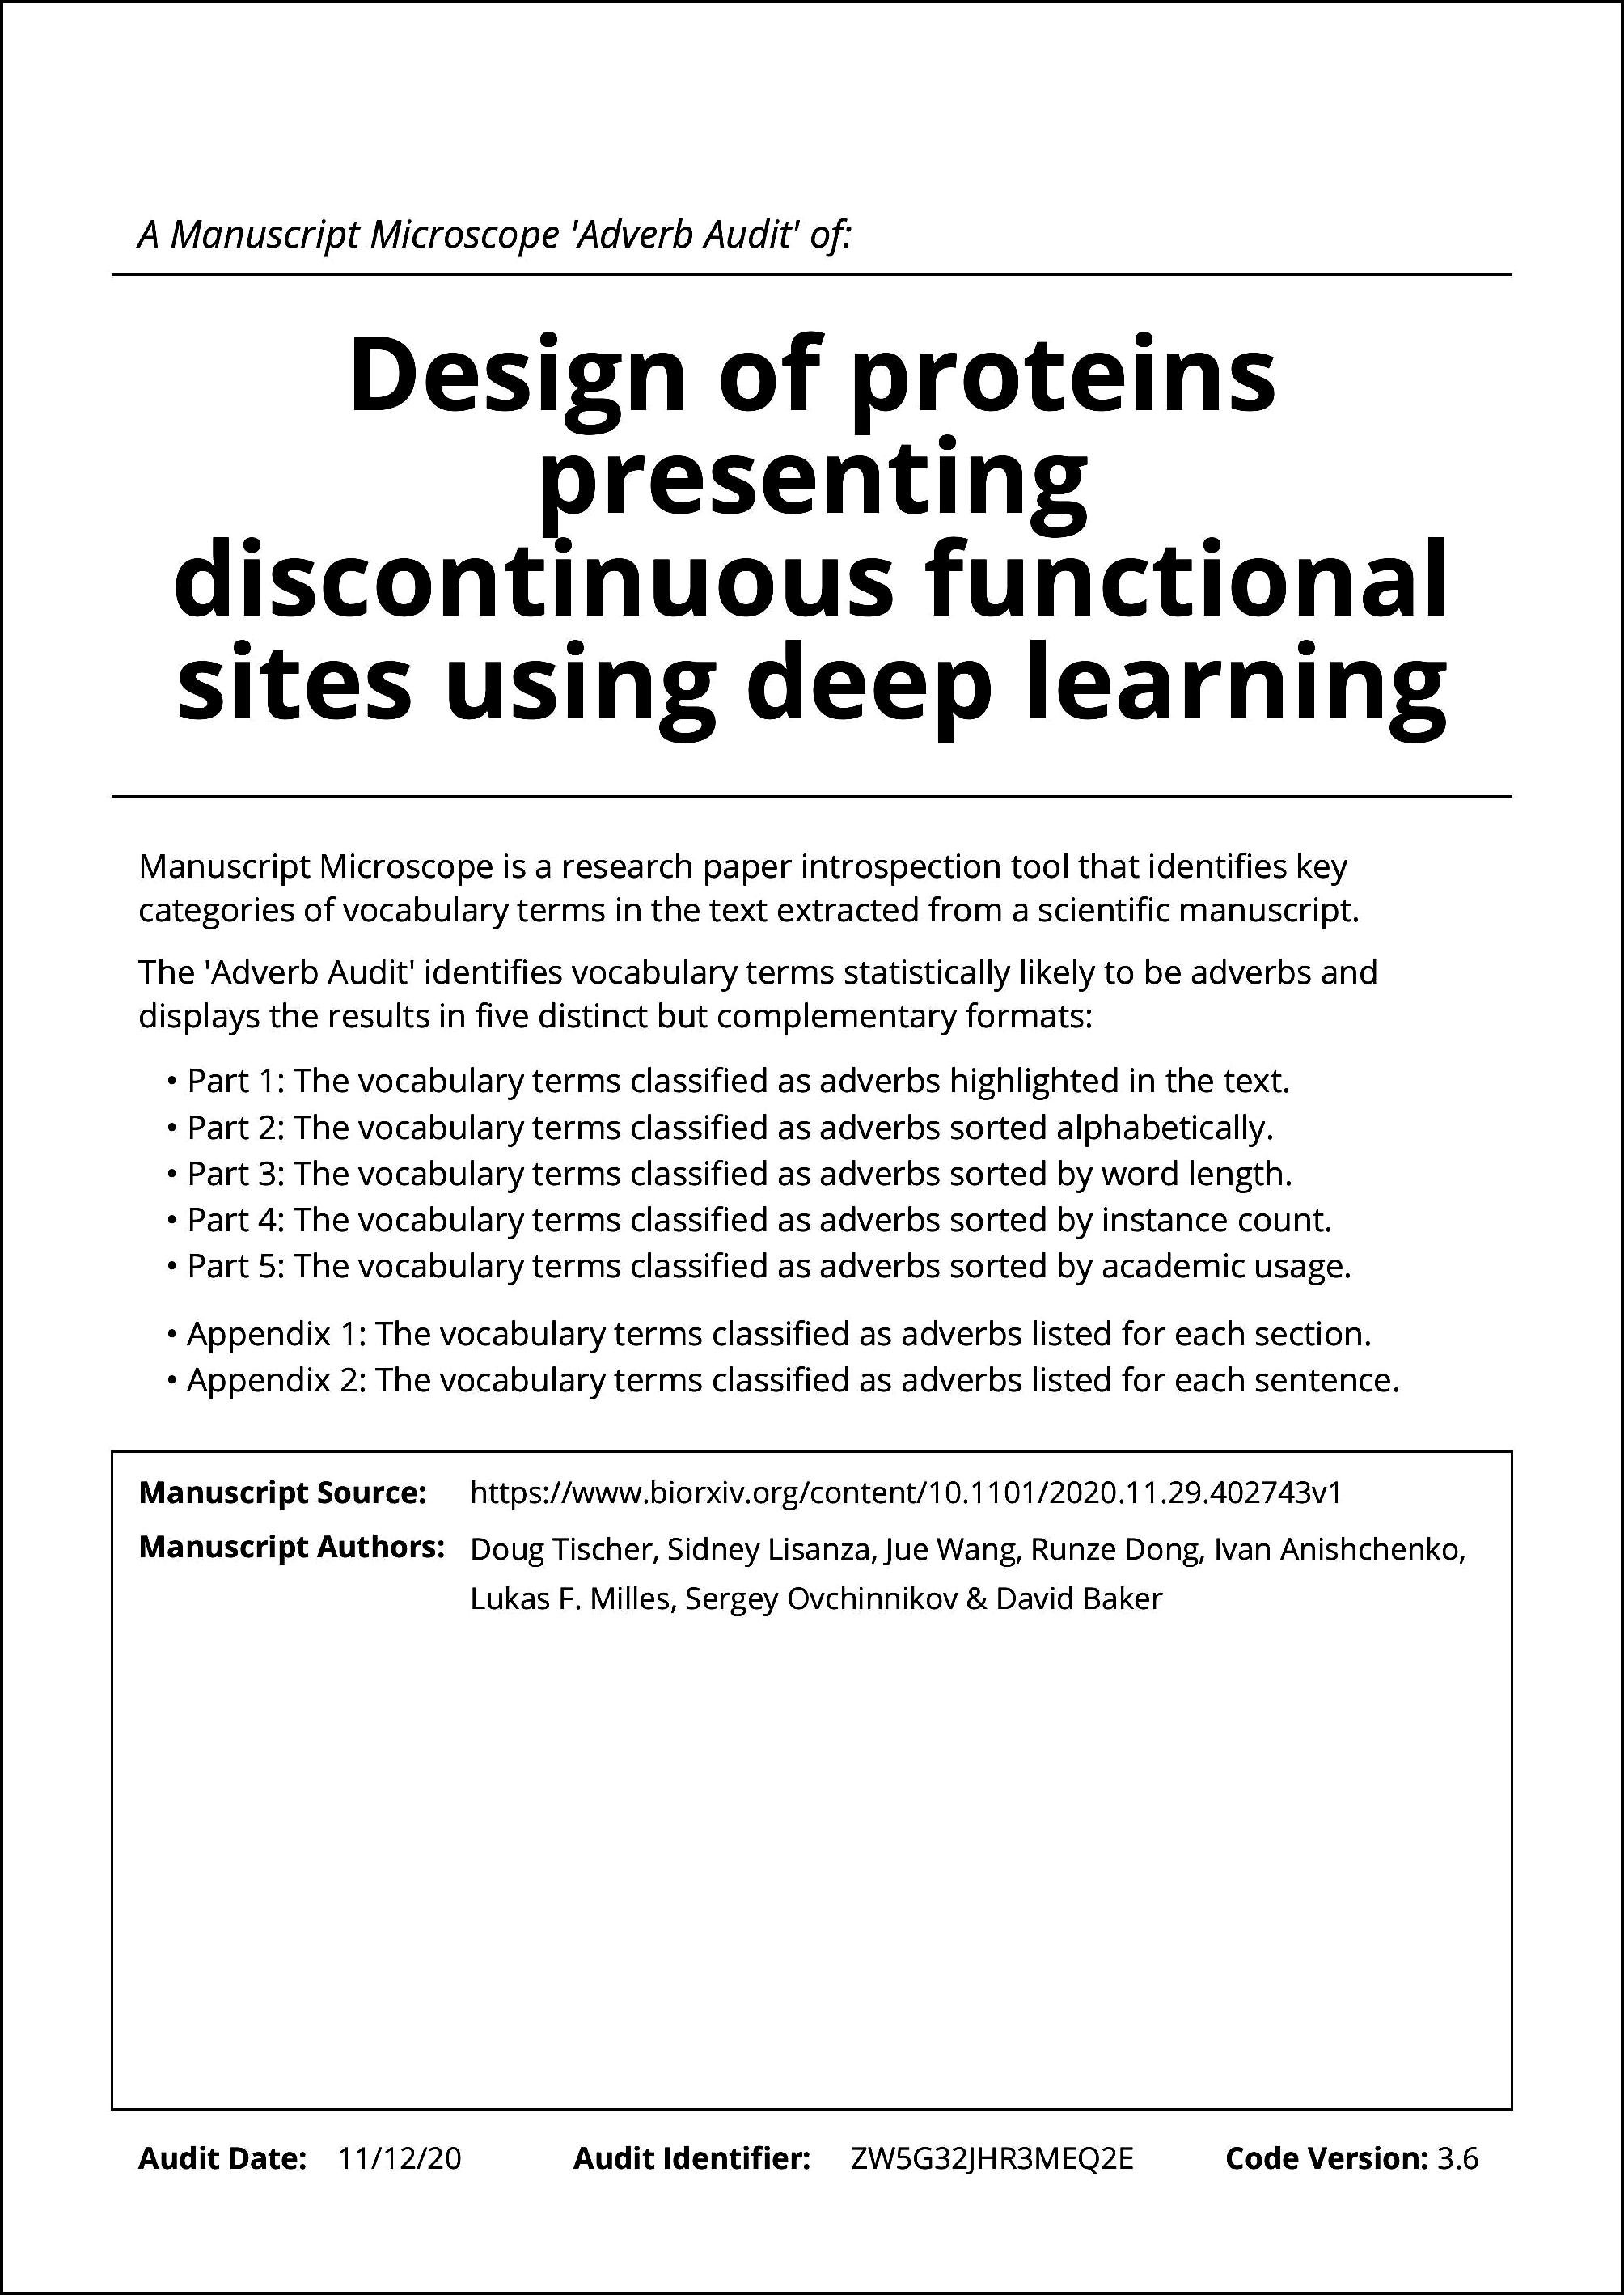 A Manuscript Microscope 'Adverb Audit' of:
Design of proteins
presenting
discontinuous functional
sites using deep learning
Manuscript Microscope is a research paper introspection tool that identifies key
categories of vocabulary terms in the text extracted from a scientific manuscript.
The 'Adverb Audit' identifies vocabulary terms statistically likely to be adverbs and
displays the results in five distinct but complementary formats:
• Part 1: The vocabulary terms classified as adverbs highlighted in the text.
• Part 2: The vocabulary terms classified as adverbs sorted alphabetically.
• Part 3: The vocabulary terms classified as adverbs sorted by word length.
• Part 4: The vocabulary terms classified as adverbs sorted by instance count.
• Part 5: The vocabulary terms classified as adverbs sorted by academic usage.
• Appendix 1: The vocabulary terms classified as adverbs listed for each section.
• Appendix 2: The vocabulary terms classified as adverbs listed for each sentence.
Manuscript Source: https://www.biorxiv.org/content/10.1101/2020.11.29.402743v1
Manuscript Authors: Doug Tischer, Sidney Lisanza, Jue Wang, Runze Dong, Ivan Anishchenko,
Lukas F. Milles, Sergey Ovchinnikov & David Baker
Audit Date: 11/12/20 Audit Identifier: ZW5G32JHR3MEQ2E Code Version: 3.6